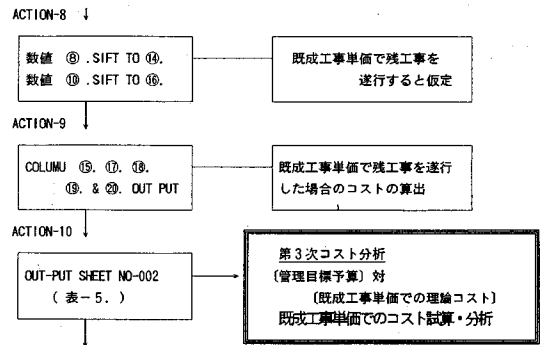 ACTION-8
数値 ⑧.SIFT TO ⑭.
数値 ⑩.SIFT TO ⑯.
既成工事単価で残工事を
遂行すると仮定
ACTION-9
COLUMU ⑮. ⑰. ⑱.
⑲. & ⑳. OUT PUT
既成工事単価で残工事を遂行
した場合のコストの算出
ACTION-10
OUT-PUT SHEET NO-002
(表-5.)
第3次コスト分析
〔管理目標予算〕対
〔既成工事単価での理論コスト〕
既成工事単価でのコスト試算・分析